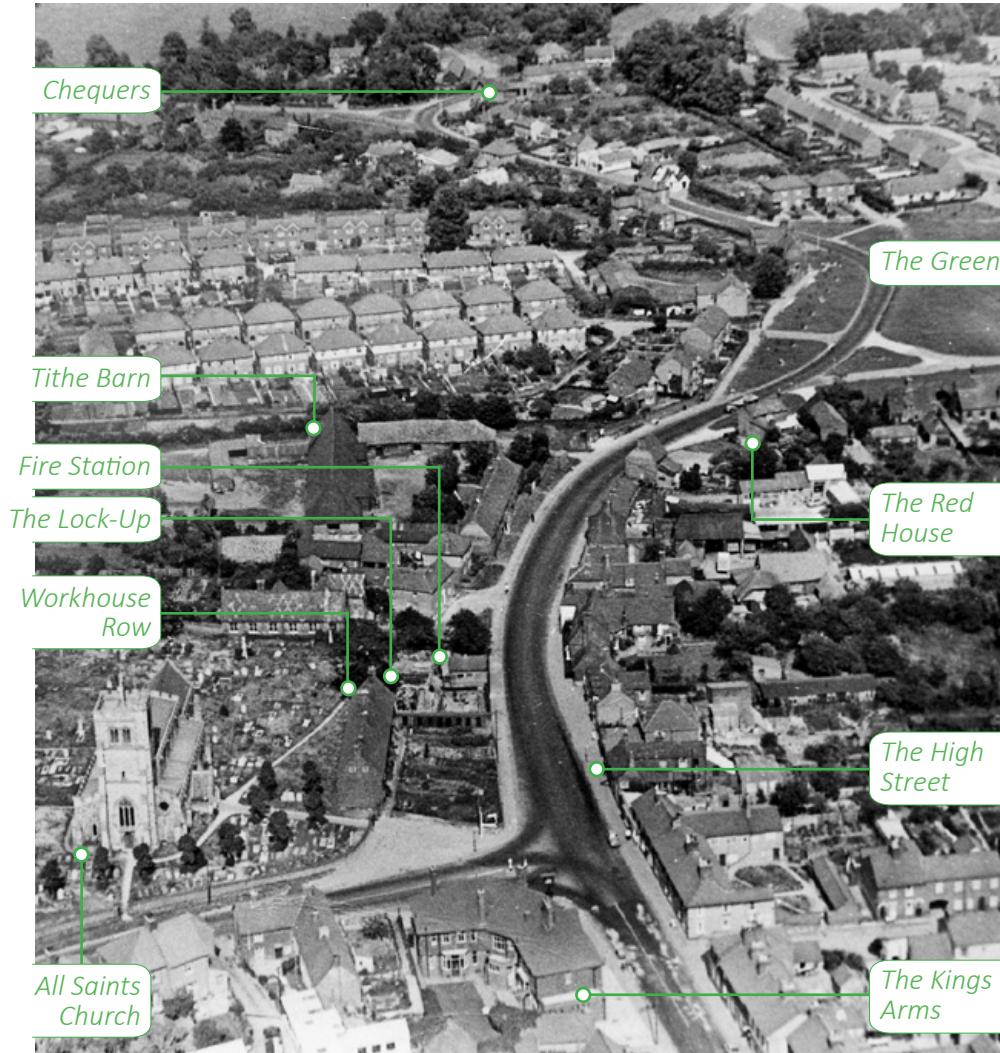 Chequers
The Green
Tithe Barn
Fire Station
The Lock-Up
The Red
House
Workhouse
Row
The High
Street
All Saints
Church
The Kings
Arms